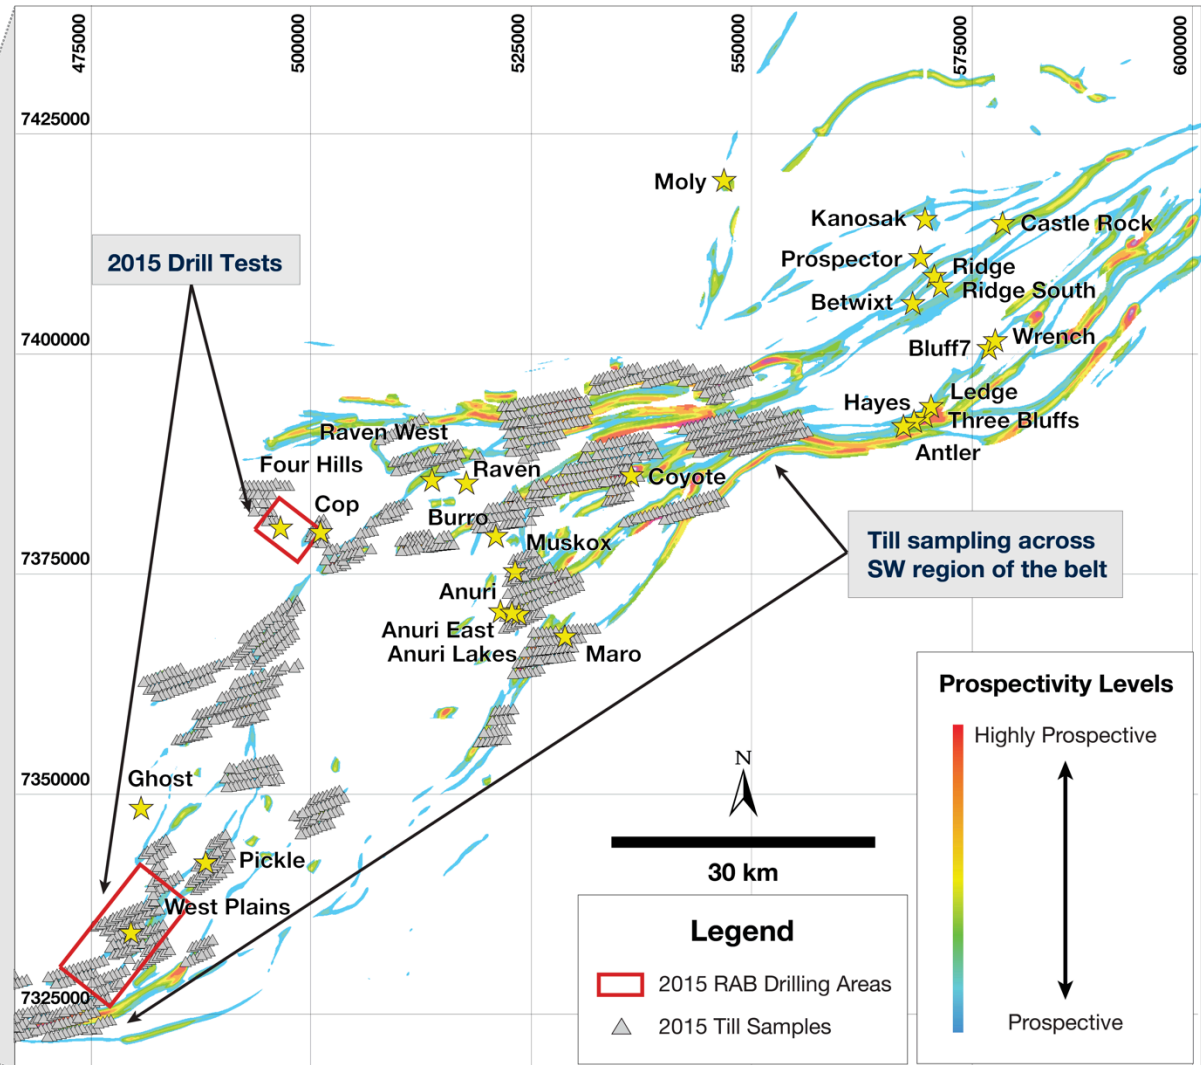 475000
500000
525000
550000
575000
600000
7425000
Moly
Kanosak
Castle Rock
2015 Drill Tests
Prospector
Ridge
Ridge South
Betwixt
7400000
Wrench
Bluff7
Ledge
Hayes
Three Bluffs
Raven West
Antler
Four Hills
Raven
Coyote
Cop
Burro
Muskox
Till sampling across
SW region of the belt
7375000
Anuri
Anuri East
Anuri Lakes
Maro
Prospectivity Levels
Highly Prospective
Prospective
7350000
Ghost
N
30 km
Pickle
West Plains
7325000
Legend
2015 RAB Drilling Areas
2015 Till Samples